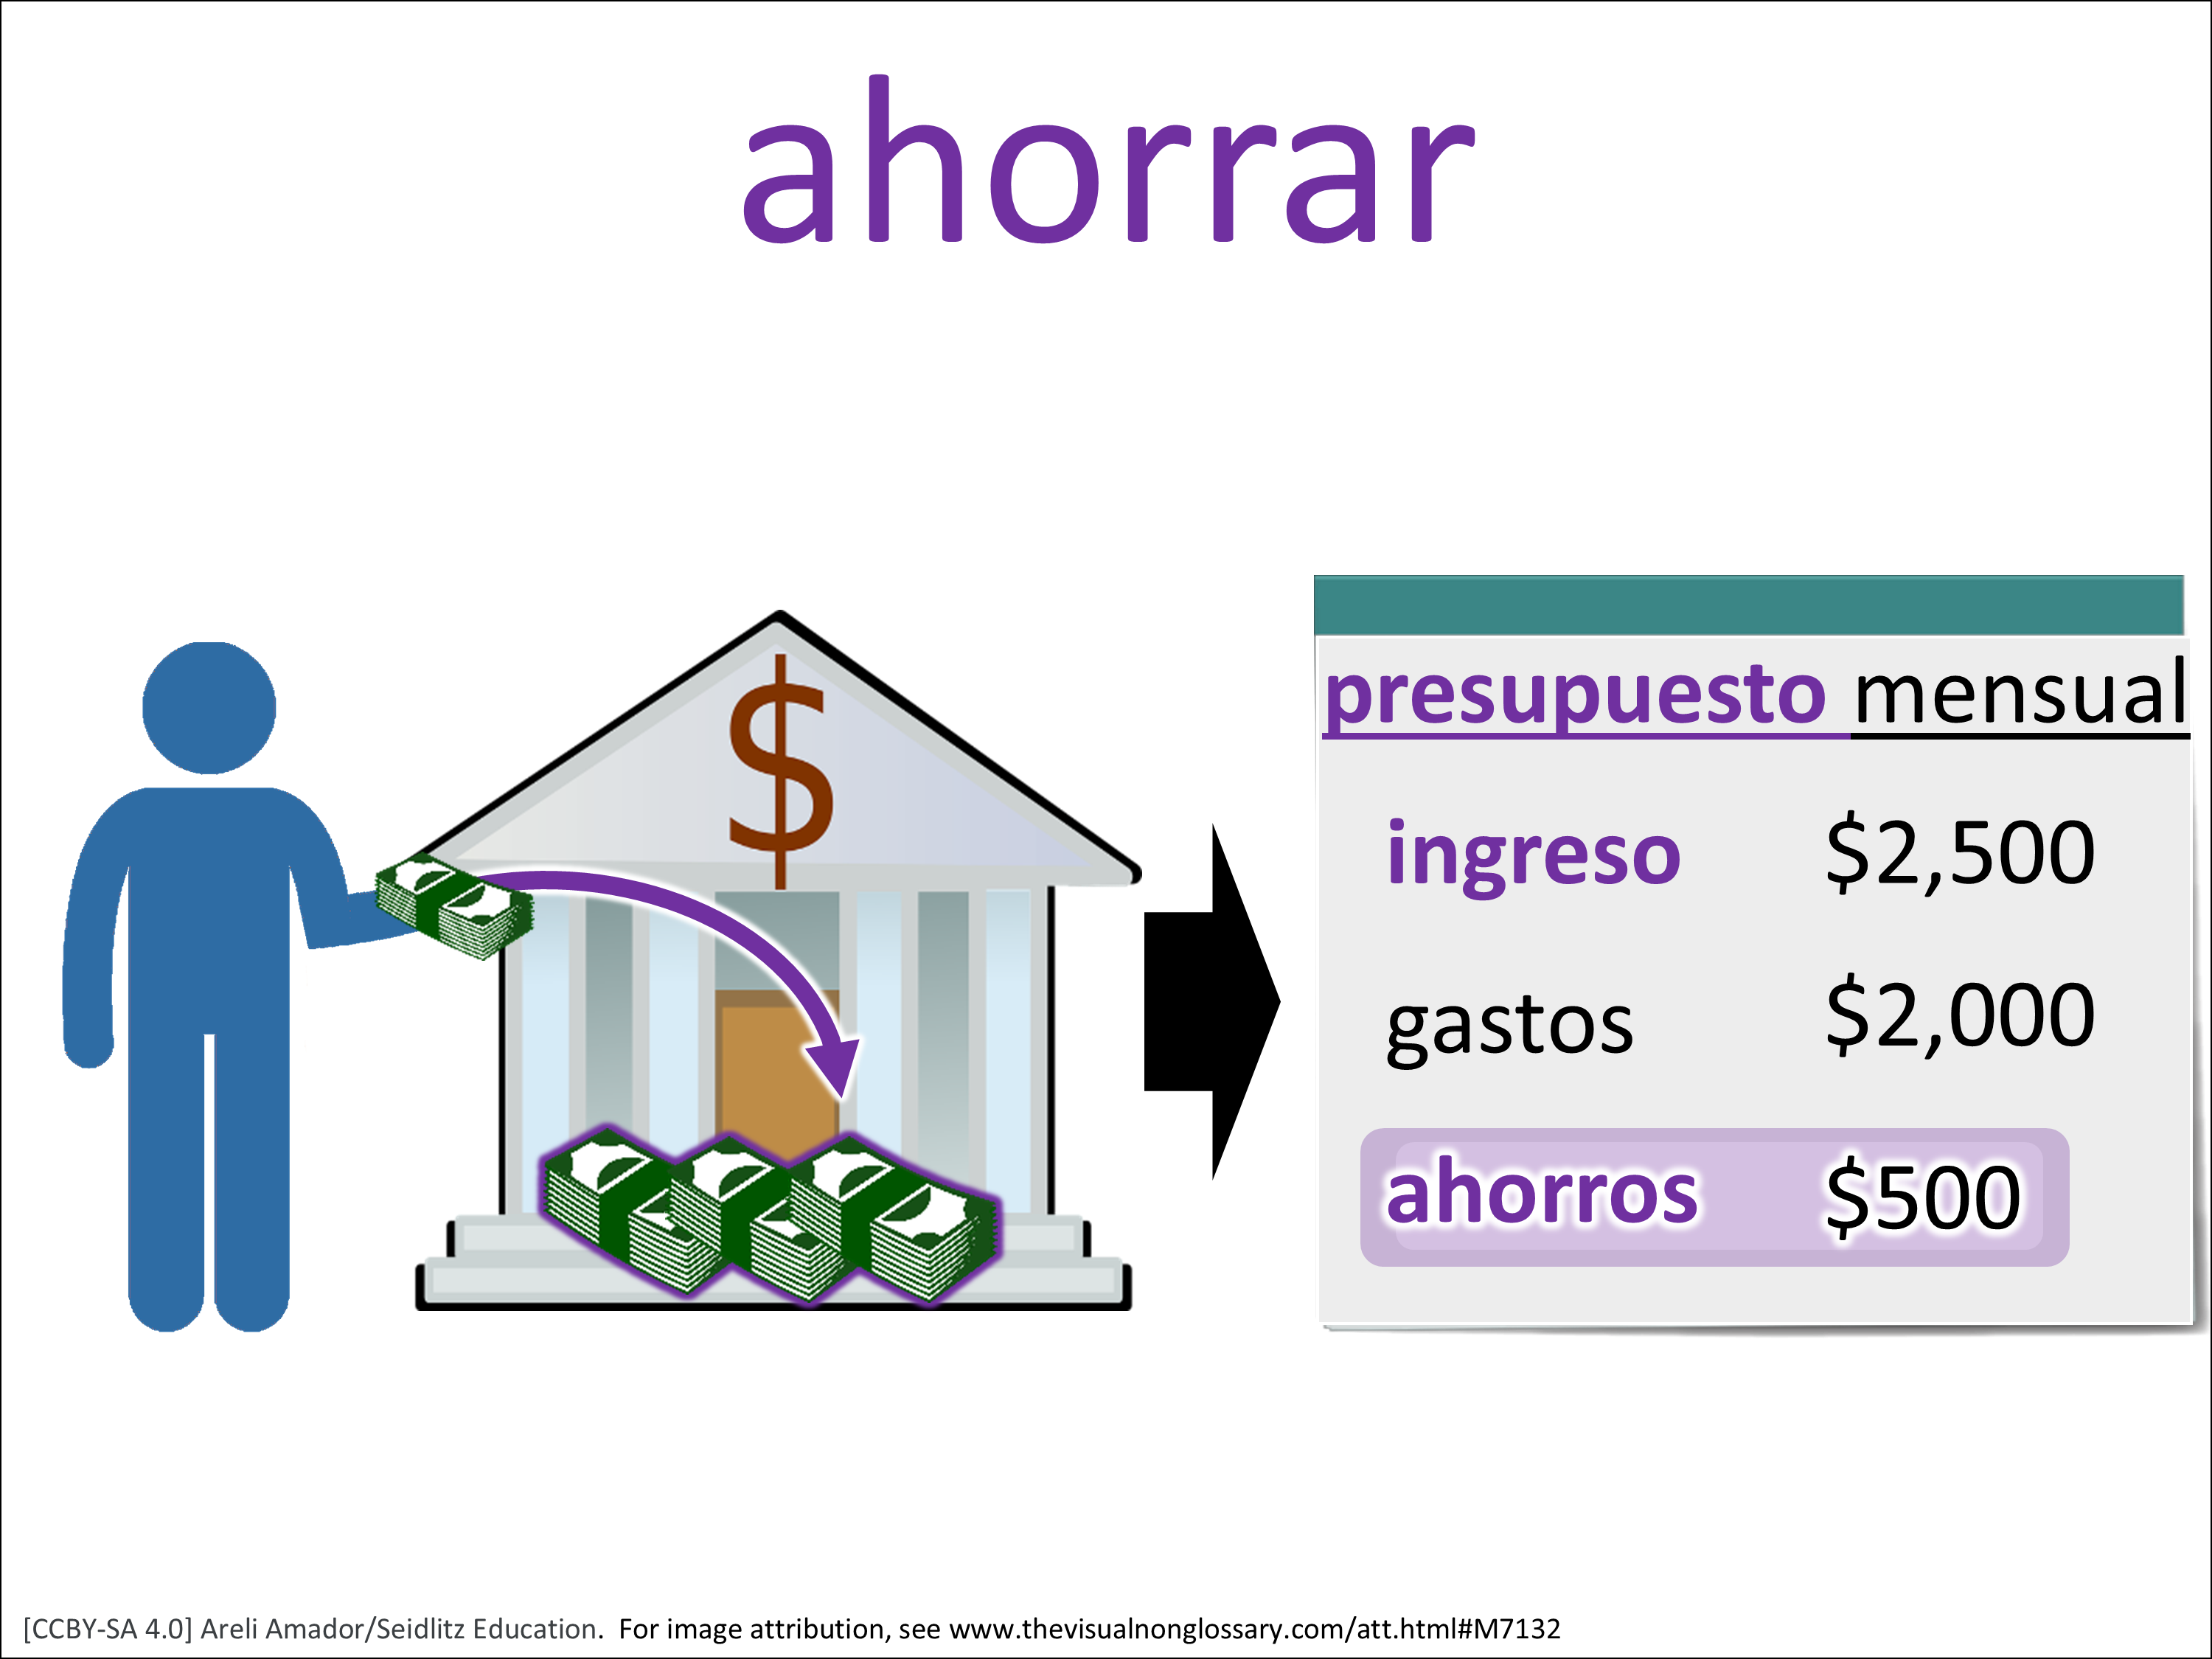 ahorrar
$
presupuesto mensual
ingreso $2,500
gastos $2,000
ahorros $500
[CCBY-SA 4.0] Areli Amador/Seidlitz Education. For image attribution, see www.thevisualnonglossary.com/att.html#M7132